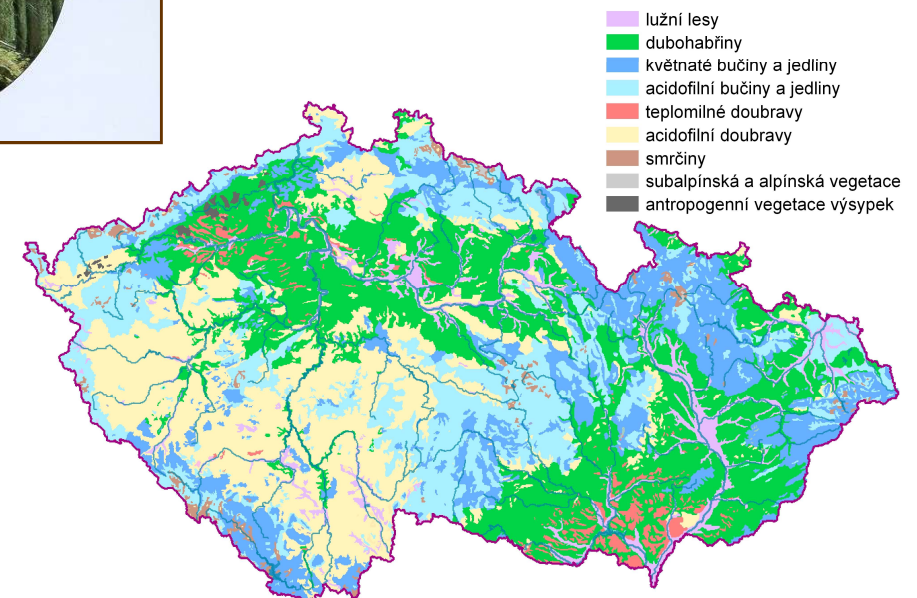 lužní lesy
dubohabřiny
květnaté bučiny a jedliny
acidofilní bučiny a jedliny
teplomilné doubravy
acidofilní doubravy
smrčiny
subalpínská a alpínská vegetace
antropogenní vegetace výsypek